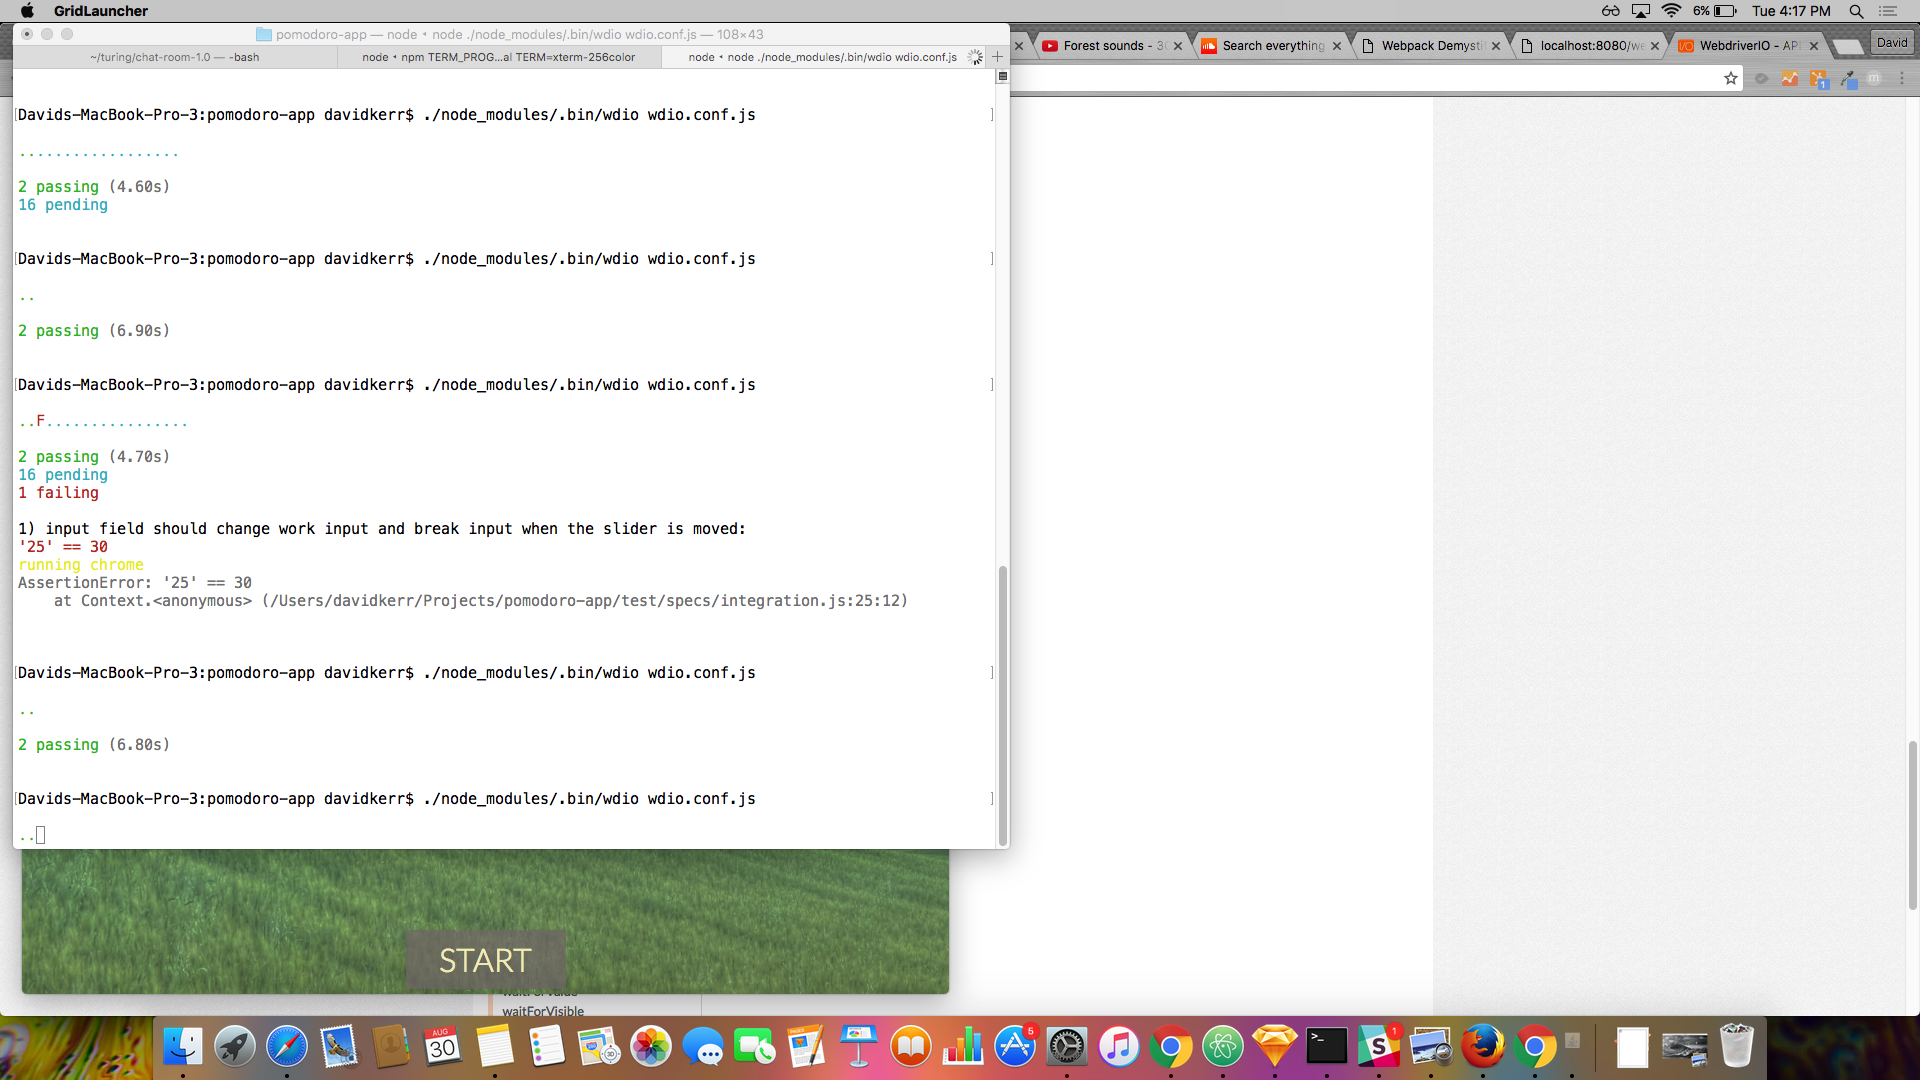 GridLauncher
6%
Tue 4:17 PM
pomodoro-app — node • node ./node_modules/.bin/wdio wdio.conf.js — 108×43
~/turing/chat-room-1.0 — -bash
node • npm TERM_PROG...al TERM=xterm-256color
node • node ./node_modules/.bin/wdio wdio.conf.js
Forest sounds - 3
Search everything
Webpack Demysti
localhost:8080/we
WebdriverIO - AP
David
[Davids-MacBook-Pro-3:pomodoro-app davidkerr$ ./node_modules/.bin/wdio wdio.conf.js ]
..................
2 passing (4.60s)
16 pending
[Davids-MacBook-Pro-3:pomodoro-app davidkerr$ ./node_modules/.bin/wdio wdio.conf.js ]
..
2 passing (6.90s)
[Davids-MacBook-Pro-3:pomodoro-app davidkerr$ ./node_modules/.bin/wdio wdio.conf.js ]
..F................
2 passing (4.70s)
16 pending
1 failing
1) input field should change work input and break input when the slider is moved:
'25' == 30
running chrome
AssertionError: '25' == 30
at Context.<anonymous> (/Users/davidkerr/Projects/pomodoro-app/test/specs/integration.js:25:12)
[Davids-MacBook-Pro-3:pomodoro-app davidkerr$ ./node_modules/.bin/wdio wdio.conf.js ]
..
2 passing (6.80s)
[Davids-MacBook-Pro-3:pomodoro-app davidkerr$ ./node_modules/.bin/wdio wdio.conf.js ]
..
START
waitForVisible
AUG
30
5
1